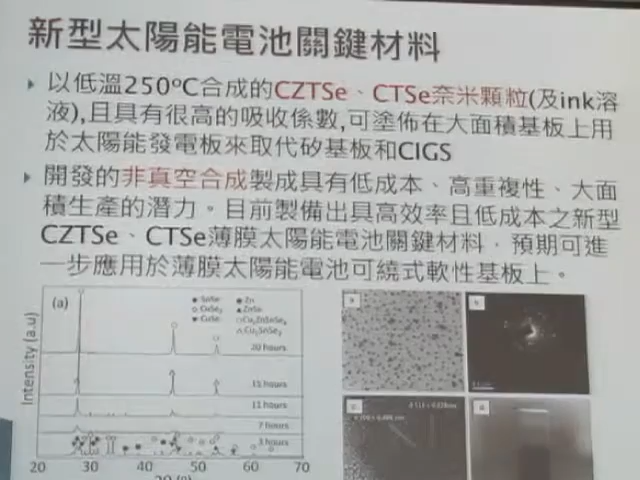 新型太陽能電池關鍵材料
以低溫250ºC合成的CZTSe、CTSe奈米顆粒(及ink溶
液),且具有很高的吸收係數,可塗佈在大面積基板上用
於太陽能發電板來取代矽基板和CIGS
開發的非真空合成製成具有低成本、高重複性、大面
積生產的潛力。目前製備出具高效率且低成本之新型
CZTSe、CTSe薄膜太陽能電池關鍵材料，預期可進
一步應用於薄膜太陽能電池可繞式軟性基板上。
(a)
SnSe
Zn
CuSe₂
ZnSe
CuSe
Cu₂ZnSnSe₄
Cu₂SnSe₃
20 hours
15 hours
11 hours
7 hours
3 hours
Intensity (a.u)
20 30 40 50 60 70